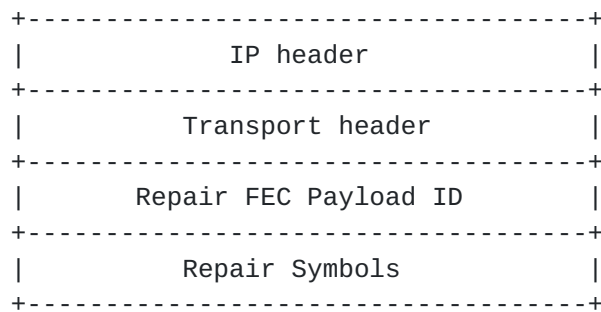 +------------------------------------+
|             IP header              |
+------------------------------------+
|          Transport header          |
+------------------------------------+
|       Repair FEC Payload ID        |
+------------------------------------+
|          Repair Symbols            |
+------------------------------------+